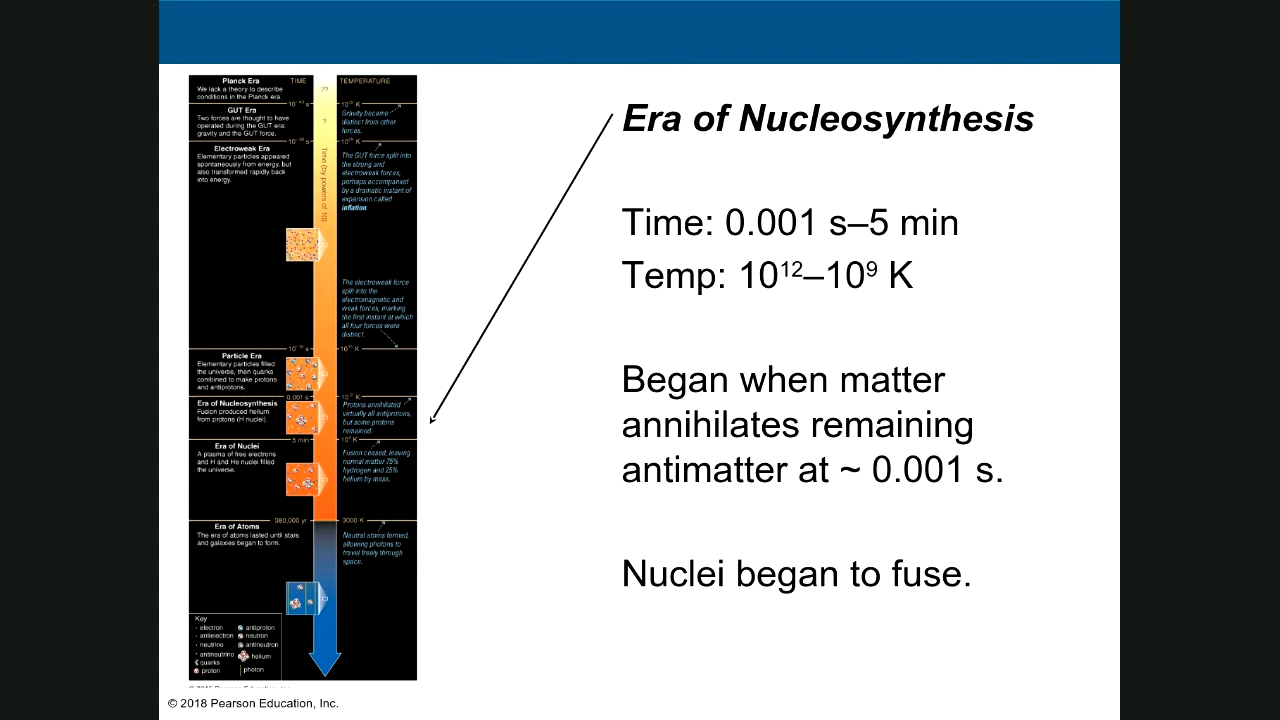 Planck Era
We lack a theory to describe
conditions in the Planck era.
TIME
TEMPERATURE
??
GUT Era
Two forces are thought to have
operated during the GUT era:
gravity and the GUT force.
?
Gravity became
distinct from other
forces.
Electroweak Era
Elementary particles appeared
spontaneously from energy, but
also transformed rapidly back
into energy.
Time (by powers of 10)
The GUT force split into
the strong and
electroweak forces,
perhaps accompanied
by a dramatic instant of
expansion called
inflation
The electroweak force
split into the
electromagnetic and
weak forces, marking
the first instant at which
all four forces were
distinct.
Particle Era
Elementary particles filled
the universe, then quarks
combined to make protons
and antiprotons.
0.001 s
10¹² K
Era of Nucleosynthesis
Fusion produced helium
from protons (H nuclei).
Protons annihilated
virtually all antiprotons,
but some protons
remained.
5 min
10⁹ K
Era of Nuclei
A plasma of free electrons
and H and He nuclei filled
the universe.
Fusion ceased, leaving
normal matter 75%
hydrogen and 25%
helium by mass.
380,000 yr
3000 K
Era of Atoms
The era of atoms lasted until stars
and galaxies began to form.
Neutral atoms formed,
allowing photons to
travel freely through
space.
Key
electron
antielectron
neutrino
antineutrino
quarks
proton
antiproton
neutron
antineutron
helium
photon
Era of Nucleosynthesis
Time: 0.001 s–5 min
Temp: 10¹²–10⁹ K
Began when matter
annihilates remaining
antimatter at ~ 0.001 s.
Nuclei began to fuse.
© 2018 Pearson Education, Inc.